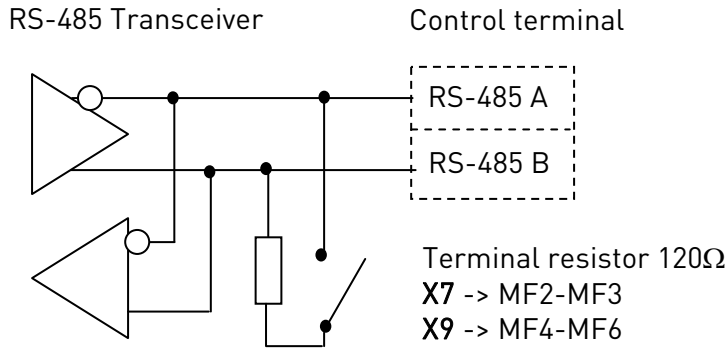 RS-485 Transceiver
Control terminal
RS-485 A
RS-485 B
Terminal resistor 120Ω
X7 -> MF2-MF3
X9 -> MF4-MF6